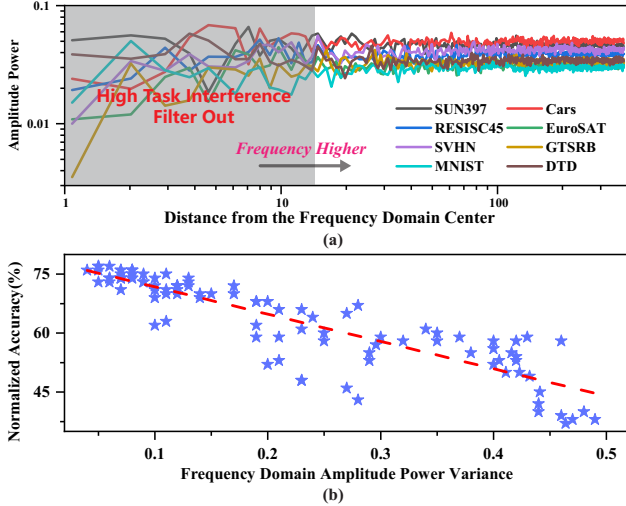 0.1
0.01
Amplitude Power
High Task Interference
Filter Out
Frequency Higher
SUN397 Cars
RESISC45 EuroSAT
SVHN GTSRB
MNIST DTD
1 10 100
Distance from the Frequency Domain Center
(a)
75
60
45
Normalized Accuracy(%)
0.1 0.2 0.3 0.4 0.5
Frequency Domain Amplitude Power Variance
(b)